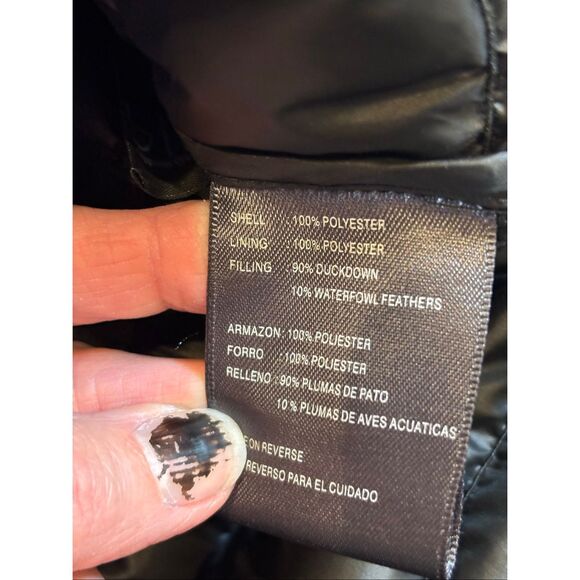 SHELL : 100% POLYESTER
LINING : 100% POLYESTER
FILLING : 90% DUCKDOWN
10% WATERFOWL FEATHERS
ARMAZON : 100% POLIESTER
FORRO : 100% POLIESTER
RELLENO : 90% PLUMAS DE PATO
10% PLUMAS DE AVES ACUATICAS
ON REVERSE
REVERSO PARA EL CUIDADO